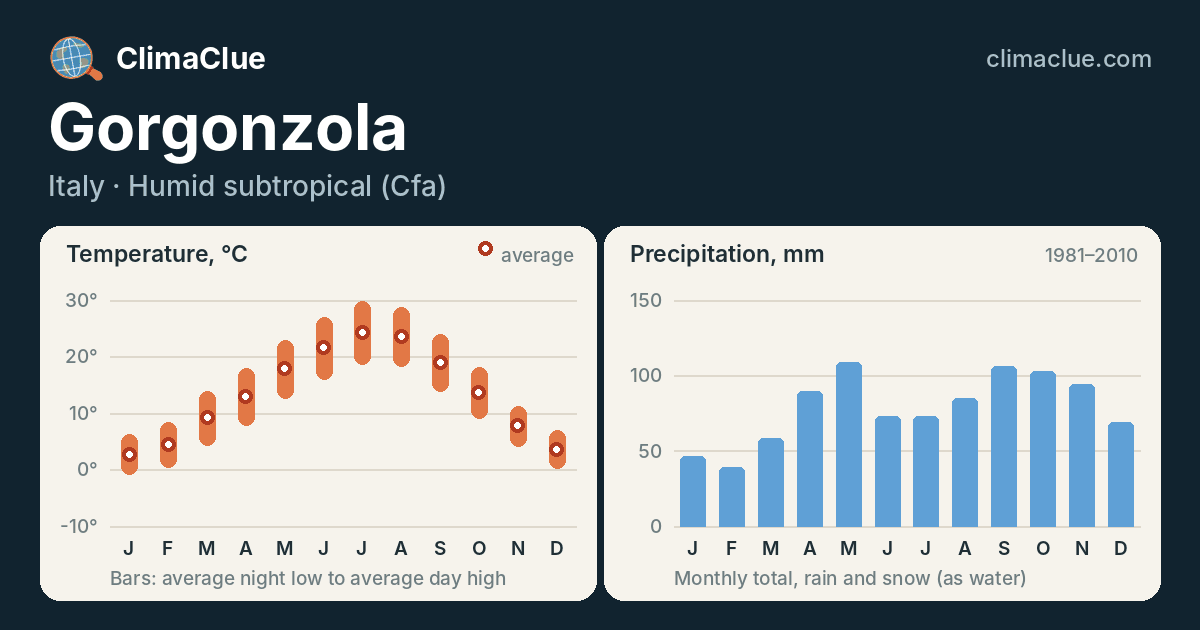 ClimaClue
climaclue.com
Gorgonzola
Italy · Humid subtropical (Cfa)
Temperature, °C
average
30°
20°
10°
0°
-10°
J F M A M J J A S O N D
Bars: average night low to average day high
Precipitation, mm
1981–2010
150
100
50
0
J F M A M J J A S O N D
Monthly total, rain and snow (as water)